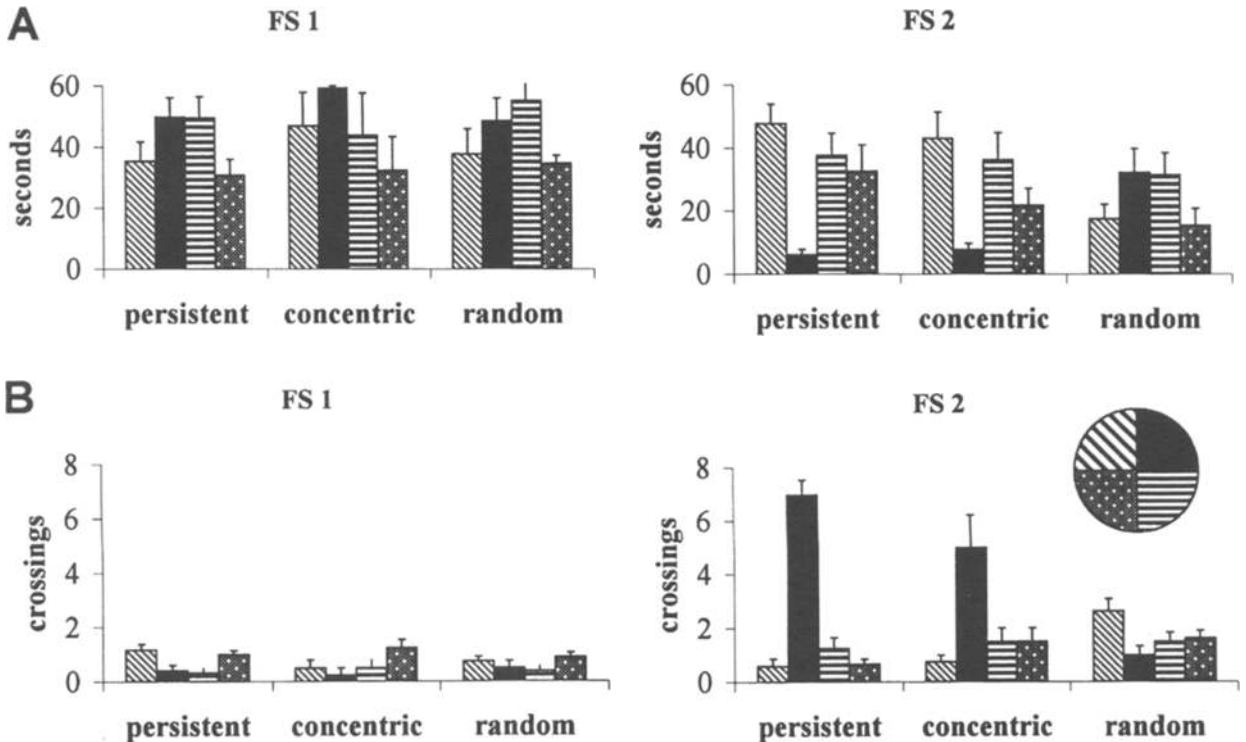 A
FS 1
FS 2
60
40
20
0
seconds
persistent concentric random
60
40
20
0
seconds
persistent concentric random
B
FS 1
FS 2
8
6
4
2
0
crossings
persistent concentric random
8
6
4
2
0
crossings
persistent concentric random